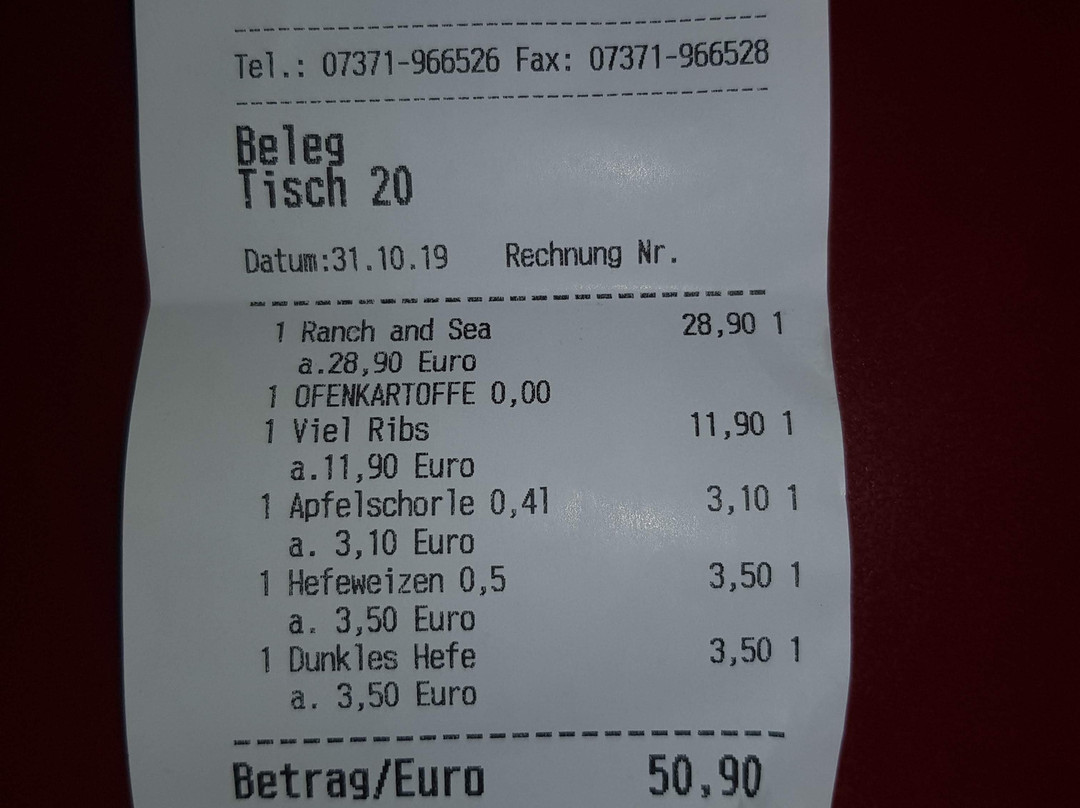 Tel.: 07371-966526 Fax: 07371-966528
Beleg
Tisch 20
Datum:31.10.19 Rechnung Nr.
1 Ranch and Sea 28,90 1
a.28,90 Euro
1 OFENKARTOFFE 0,00
1 Viel Ribs 11,90 1
a.11,90 Euro
1 Apfelschorle 0,4l 3,10 1
a. 3,10 Euro
1 Hefeweizen 0,5 3,50 1
a. 3,50 Euro
1 Dunkles Hefe 3,50 1
a. 3,50 Euro
Betrag/Euro 50,90